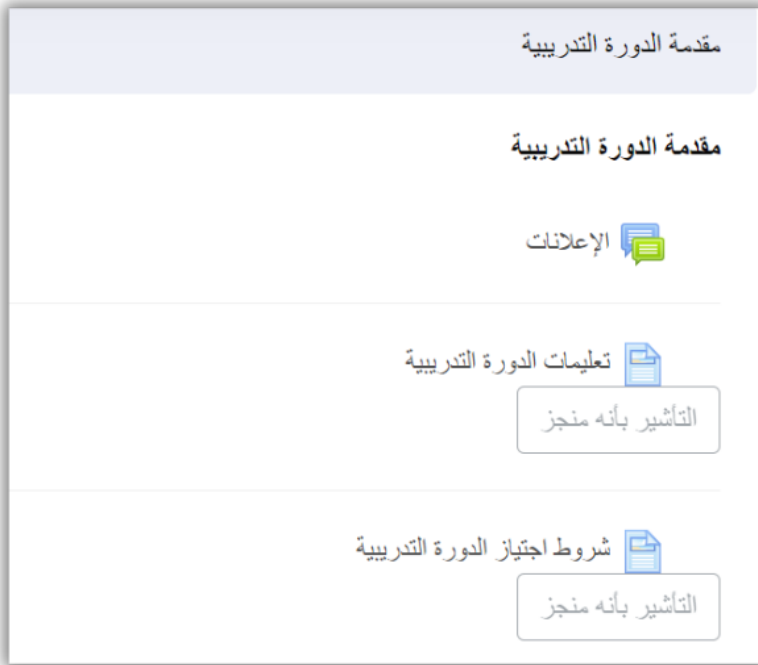 مقدمة الدورة التدريبية
مقدمة الدورة التدريبية
الإعلانات
تعليمات الدورة التدريبية
التأشير بأنه منجز
شروط اجتياز الدورة التدريبية
التأشير بأنه منجز